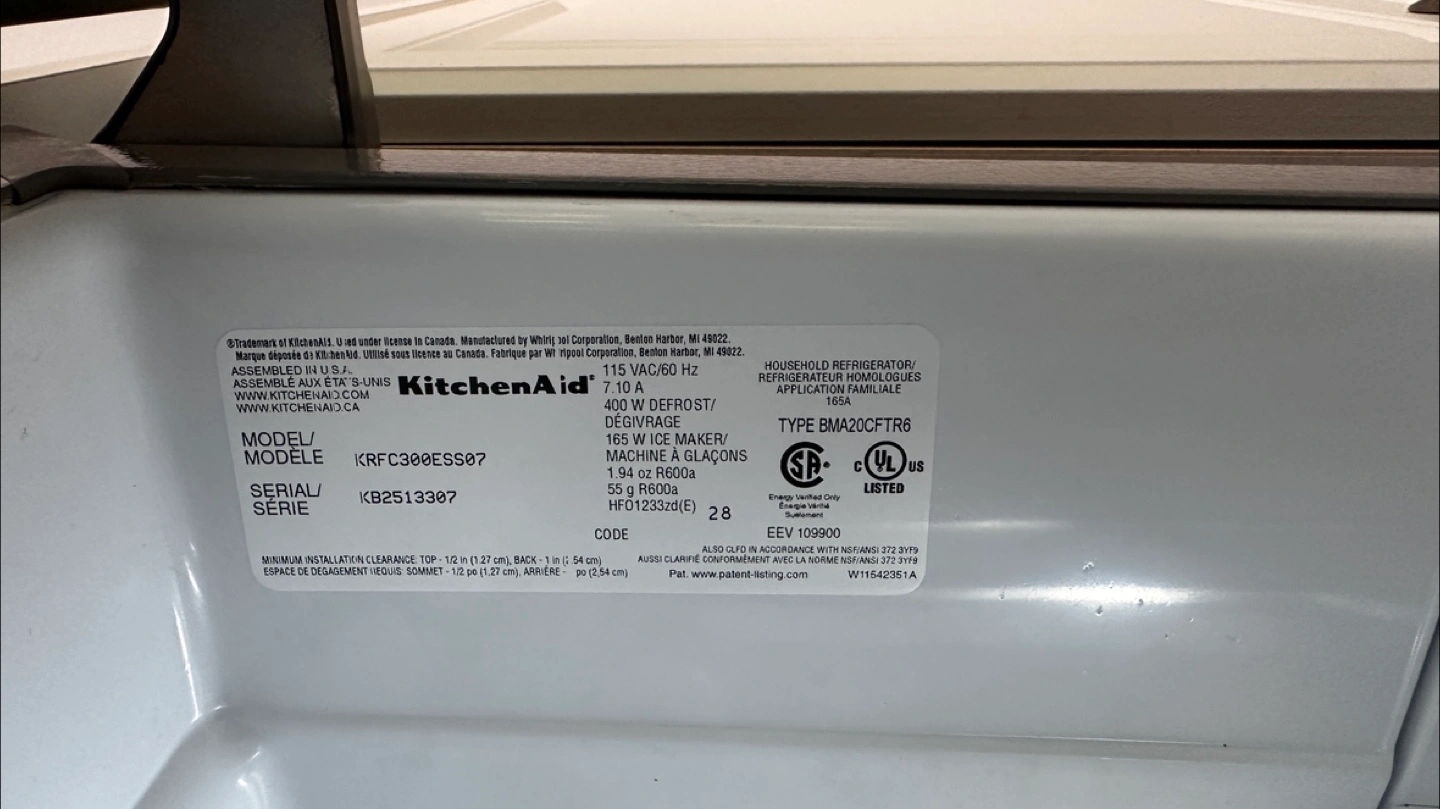 ®Trademark of KitchenAid. Used under license in Canada. Manufactured by Whirlpool Corporation, Benton Harbor, MI 49022.
Marque déposée de KitchenAid. Utilisé sous licence au Canada. Fabrique par Whirlpool Corporation, Benton Harbor, MI 49022.
ASSEMBLED IN U.S.A.
ASSEMBLÉ AUX ÉTATS-UNIS
WWW.KITCHENAID.COM
WWW.KITCHENAID.CA
KitchenAid®
MODEL/
MODÈLE
KRFC300ESS07
SERIAL/
SÉRIE
KB2513307
115 VAC/60 Hz
7.10 A
400 W DEFROST/
DÉGIVRAGE
165 W ICE MAKER/
MACHINE À GLAÇONS
1.94 oz R600a
55 g R600a
HFO1233zd(E)
28
CODE
HOUSEHOLD REFRIGERATOR/
REFRIGERATEUR HOMOLOGUES
APPLICATION FAMILIALE
165A
TYPE BMA20CFTR6
SA
C UL US
LISTED
Energy Verified Only
Énergie Vérifié
Suelement
EEV 109900
MINIMUM INSTALLATION CLEARANCE: TOP - 1/2 in (1.27 cm), BACK - 1 in (2.54 cm)
ESPACE DE DEGAGEMENT REQUIS: SOMMET - 1/2 po (1,27 cm), ARRIÈRE - po (2,54 cm)
ALSO CLFD IN ACCORDANCE WITH NSF/ANSI 372 3YF9
AUSSI CLARIFIÉ CONFORMÉMENT AVEC LA NORME NSF/ANSI 372 3YF9
Pat. www.patent-listing.com
W11642351A